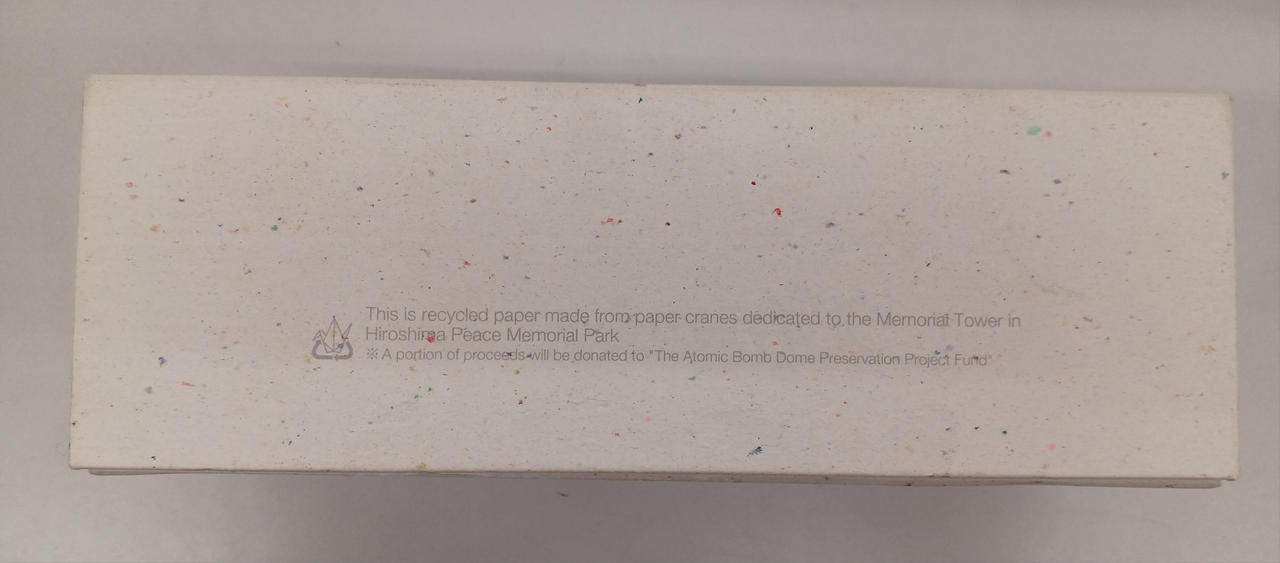 This is recycled paper made from paper cranes dedicated to the Memorial Tower in
Hiroshima Peace Memorial Park
※A portion of proceeds will be donated to "The Atomic Bomb Dome Preservation Project Fund"